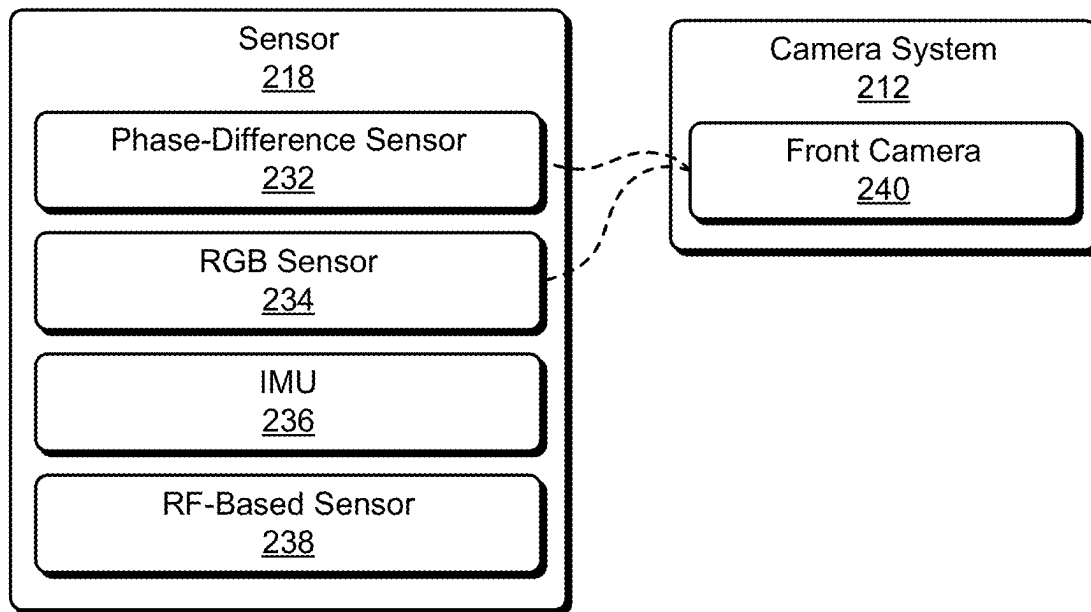 Sensor
218
Phase-Difference Sensor
232
RGB Sensor
234
IMU
236
RF-Based Sensor
238
Camera System
212
Front Camera
240